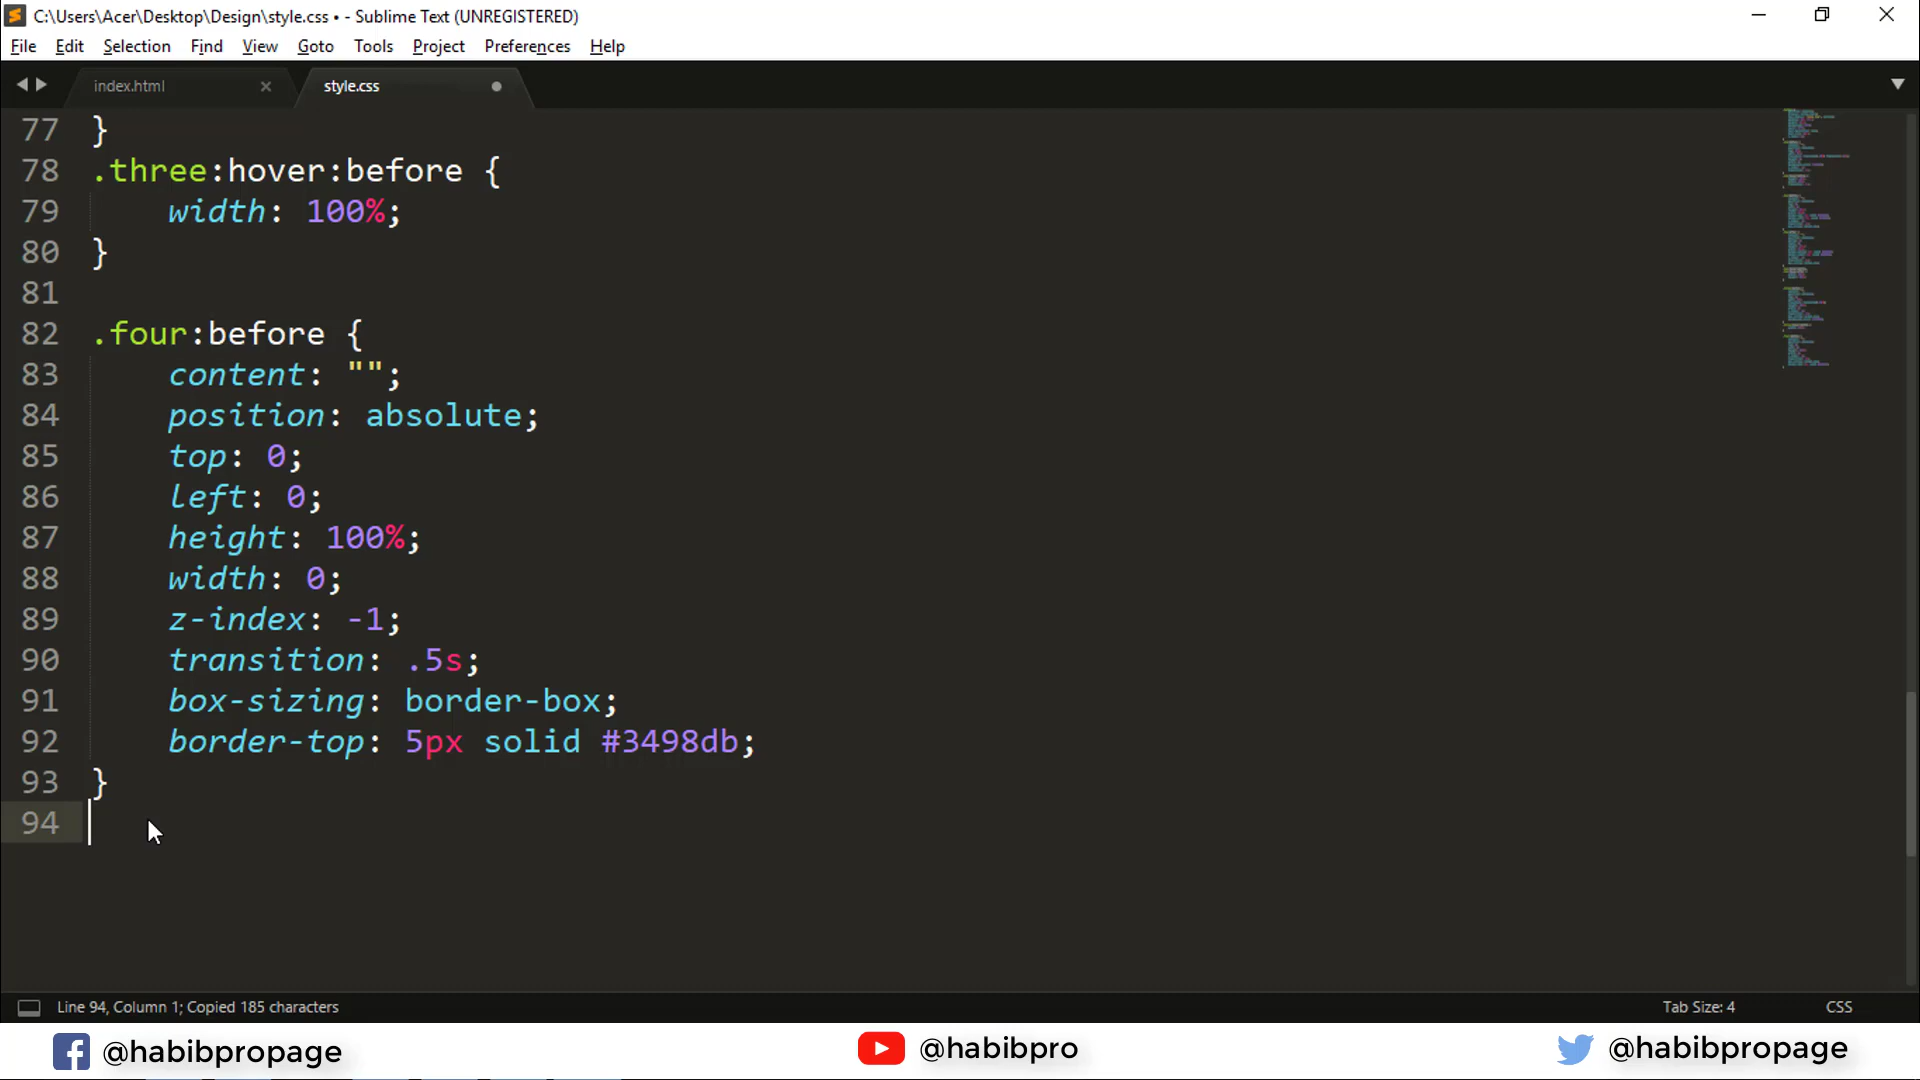 C:\Users\Acer\Desktop\Design\style.css • - Sublime Text (UNREGISTERED)
File Edit Selection Find View Goto Tools Project Preferences Help
index.html style.css
77 }
78 .three:hover:before {
79 width: 100%;
80 }
81
82 .four:before {
83 content: "";
84 position: absolute;
85 top: 0;
86 left: 0;
87 height: 100%;
88 width: 0;
89 z-index: -1;
90 transition: .5s;
91 box-sizing: border-box;
92 border-top: 5px solid #3498db;
93 }
94
Line 94, Column 1; Copied 185 characters Tab Size: 4 CSS
@habibpropage @habibpro @habibpropage